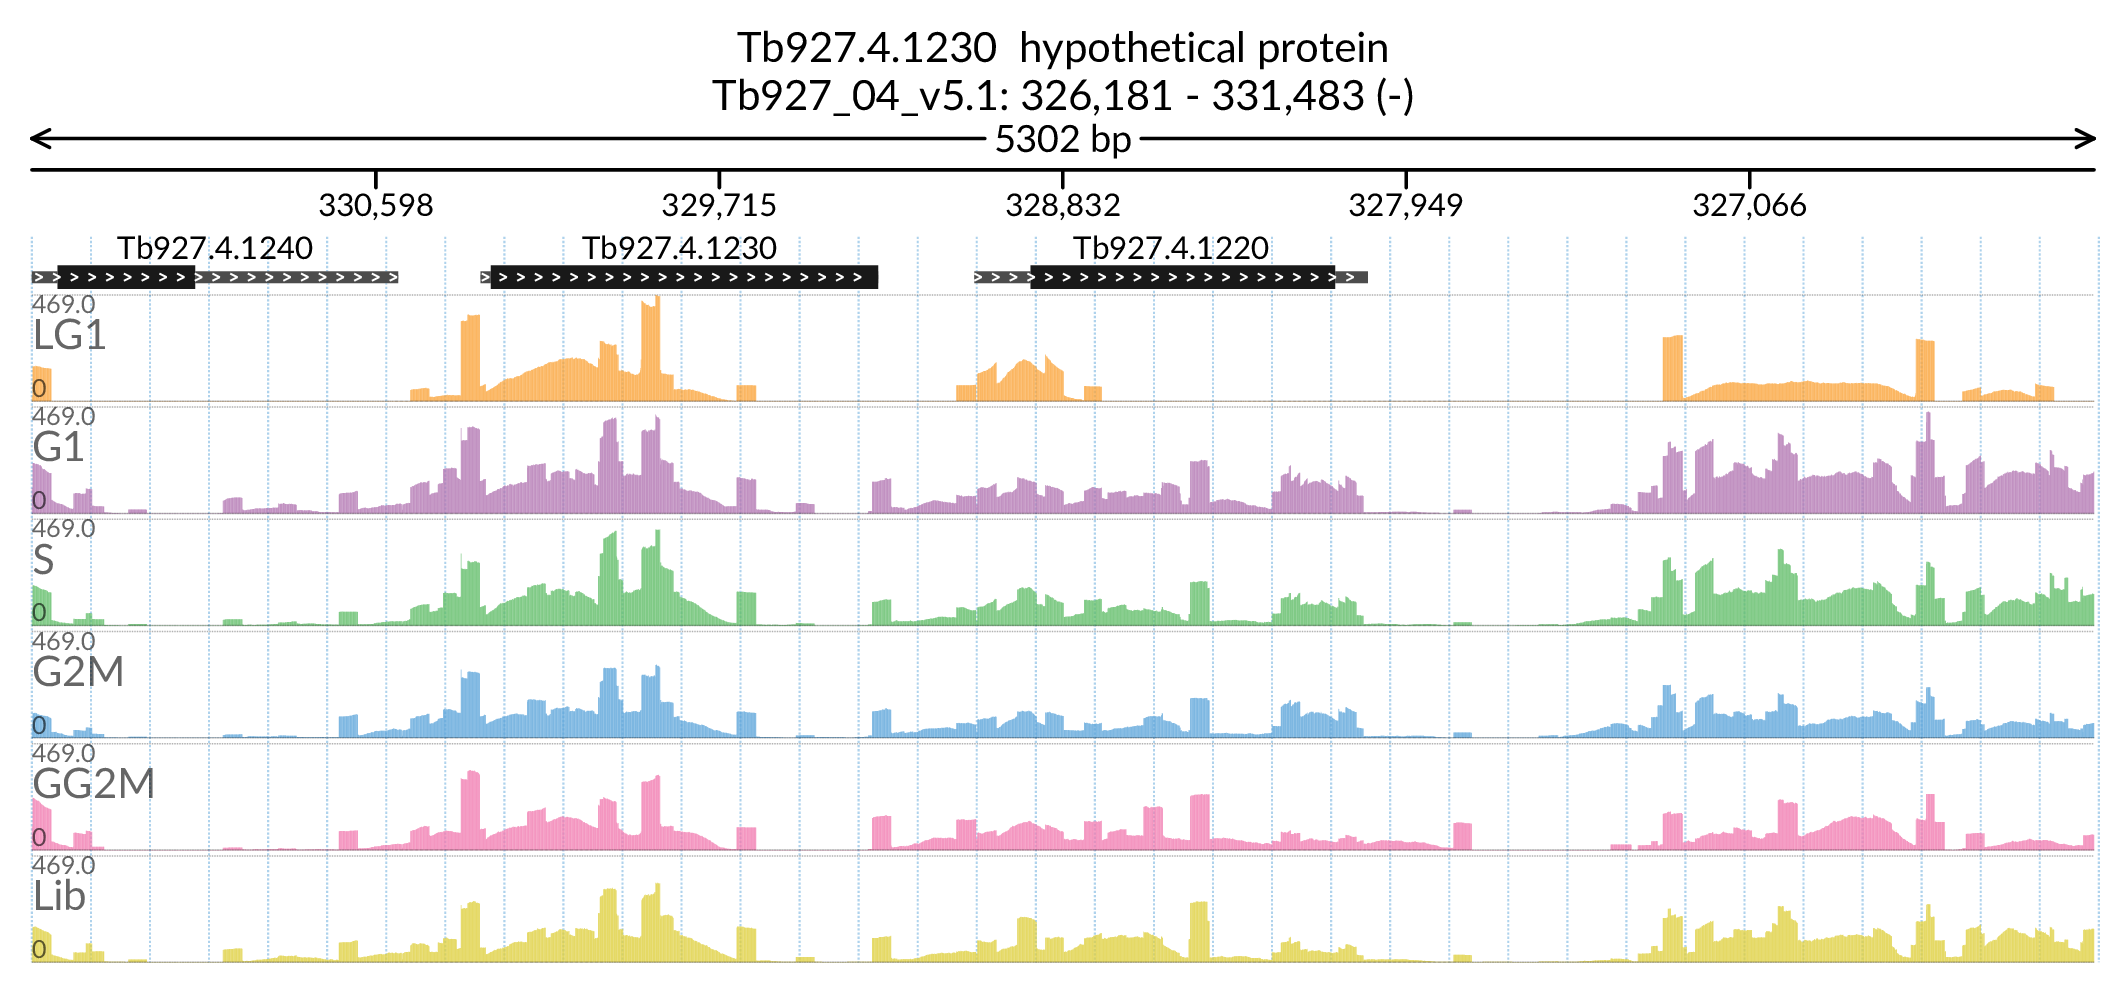 Tb927.4.1230 hypothetical protein
Tb927_04_v5.1: 326,181 - 331,483 (-)
5302 bp
330,598 329,715 328,832 327,949 327,066
Tb927.4.1240 Tb927.4.1230 Tb927.4.1220
469.0
LG1
0
469.0
G1
0
469.0
S
0
469.0
G2M
0
469.0
GG2M
0
469.0
Lib
0